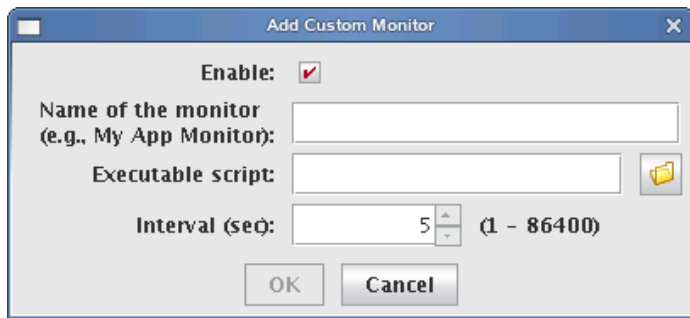 Add Custom Monitor
Enable:
Name of the monitor
(e.g., My App Monitor):
Executable script:
Interval (sec): 5 (1 - 86400)
OK Cancel